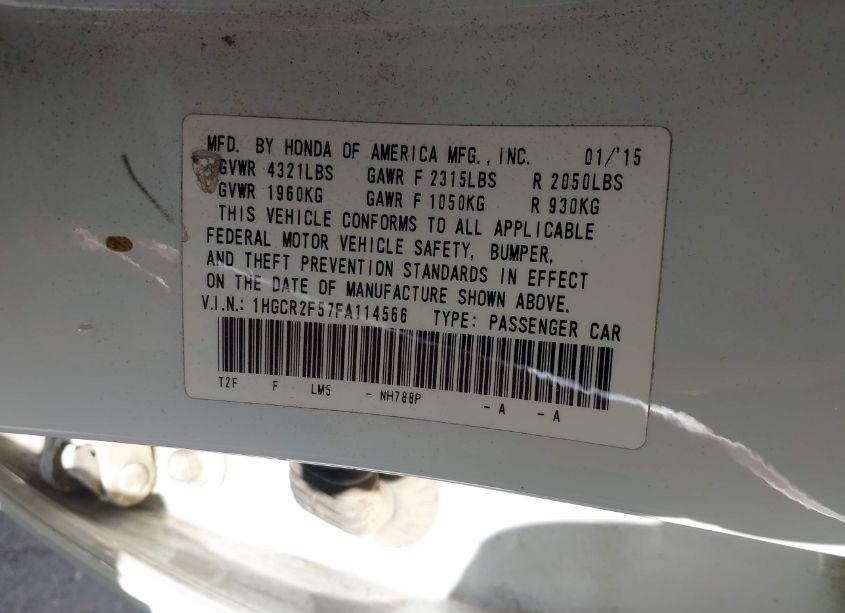 MFD. BY HONDA OF AMERICA MFG., INC. 01/'15
GVWR 4321LBS GAWR F 2315LBS R 2050LBS
GVWR 1960KG GAWR F 1050KG R 930KG
THIS VEHICLE CONFORMS TO ALL APPLICABLE
FEDERAL MOTOR VEHICLE SAFETY, BUMPER,
AND THEFT PREVENTION STANDARDS IN EFFECT
ON THE DATE OF MANUFACTURE SHOWN ABOVE.
V.I.N.: 1HGCR2F57FA114566 TYPE: PASSENGER CAR
T2F F LM5 - NH788P - A - A